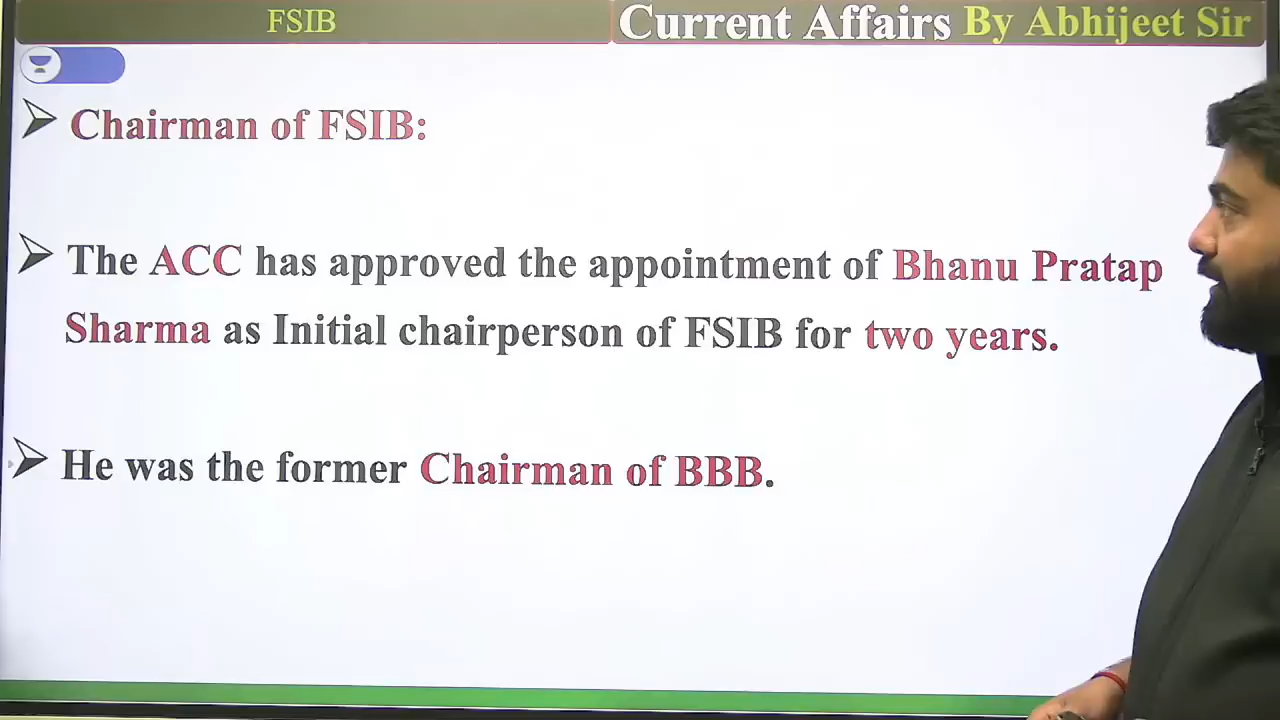 FSIB
Current Affairs By Abhijeet Sir
Chairman of FSIB:
The ACC has approved the appointment of Bhanu Pratap
Sharma as Initial chairperson of FSIB for two years.
He was the former Chairman of BBB.